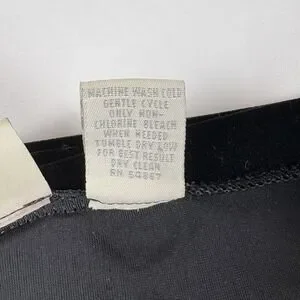 MACHINE WASH COLD
GENTLE CYCLE
ONLY NON-
CHLORINE BLEACH
WHEN NEEDED
TUMBLE DRY LOW
FOR BEST RESULT
DRY CLEAN
RN 54867